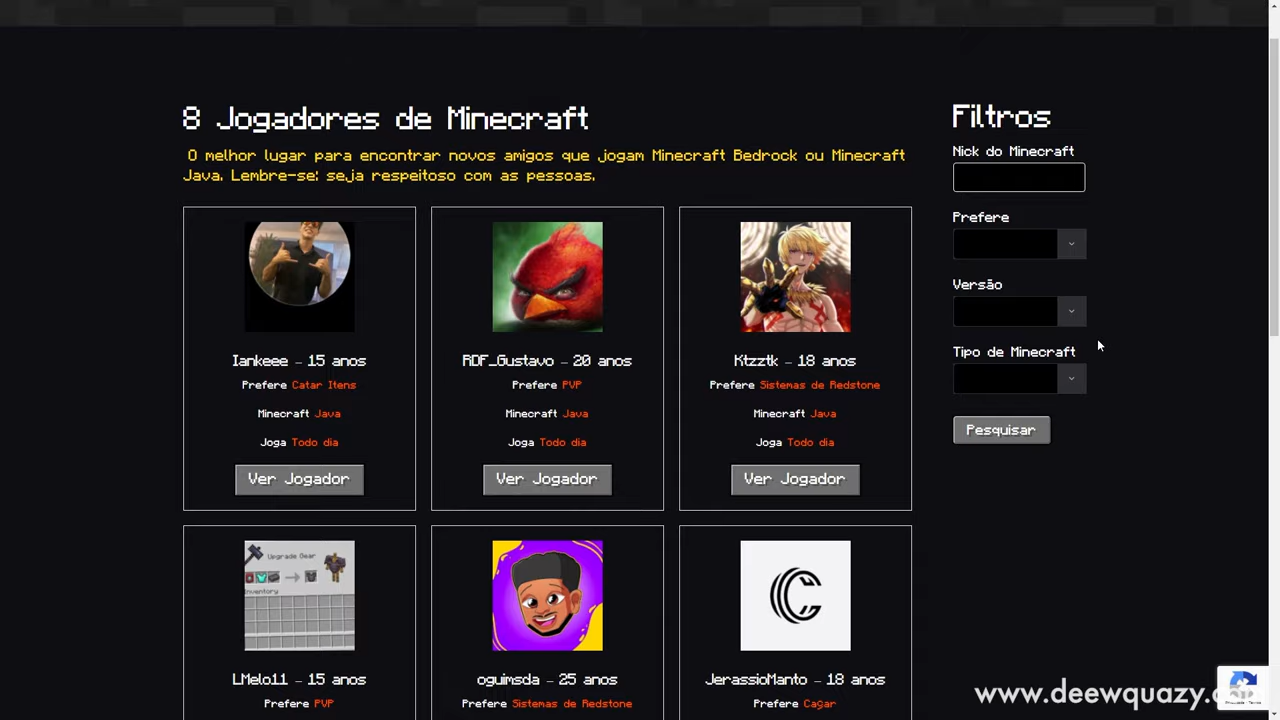 8 Jogadores de Minecraft
O melhor lugar para encontrar novos amigos que jogam Minecraft Bedrock ou Minecraft
Java. Lembre-se: seja respeitoso com as pessoas.
Iankeee - 15 anos
Prefere Catar Itens
Minecraft Java
Joga Todo dia
Ver Jogador
RDF_Gustavo - 20 anos
Prefere PVP
Minecraft Java
Joga Todo dia
Ver Jogador
Ktzztk - 18 anos
Prefere Sistemas de Redstone
Minecraft Java
Joga Todo dia
Ver Jogador
Upgrade Gear
Inventory
LMelo11 - 15 anos
Prefere PVP
oguimsda - 25 anos
Prefere Sistemas de Redstone
JerassioManto - 18 anos
Prefere Cagar
Filtros
Nick do Minecraft
Prefere
Versão
Tipo de Minecraft
Pesquisar
www.deewquazy.com